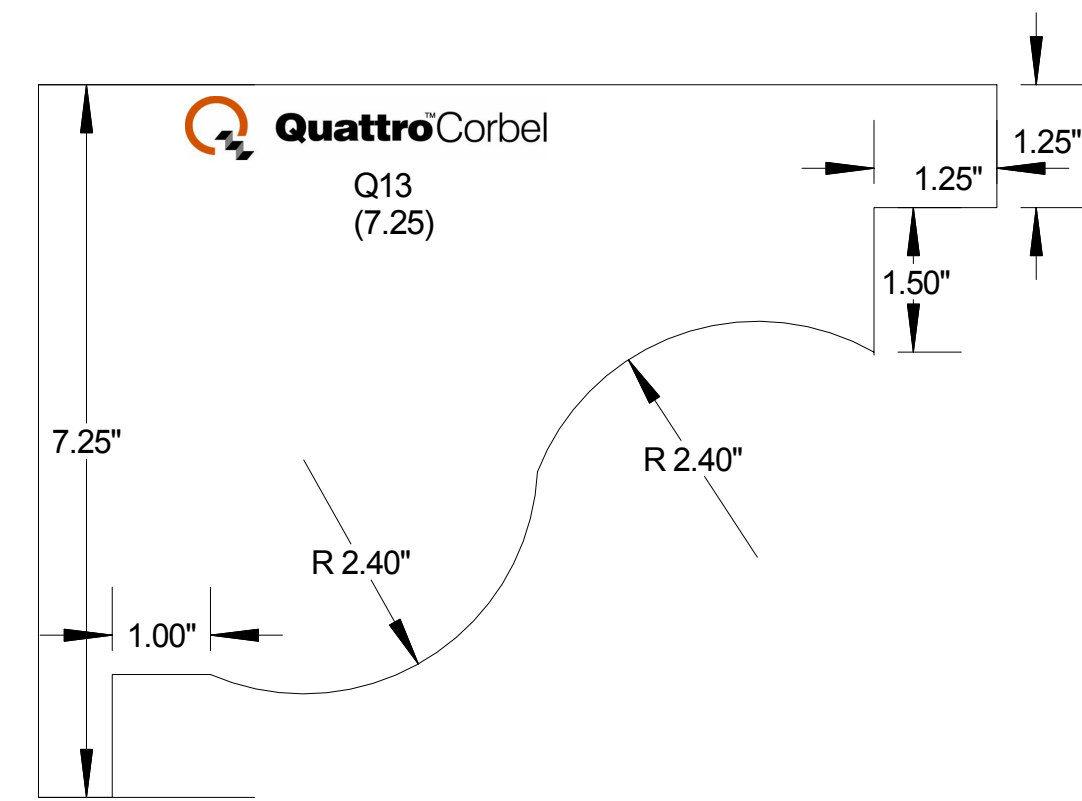 Quattro™Corbel
Q13
(7.25)
1.25"
1.25"
1.50"
7.25"
R 2.40"
R 2.40"
1.00"